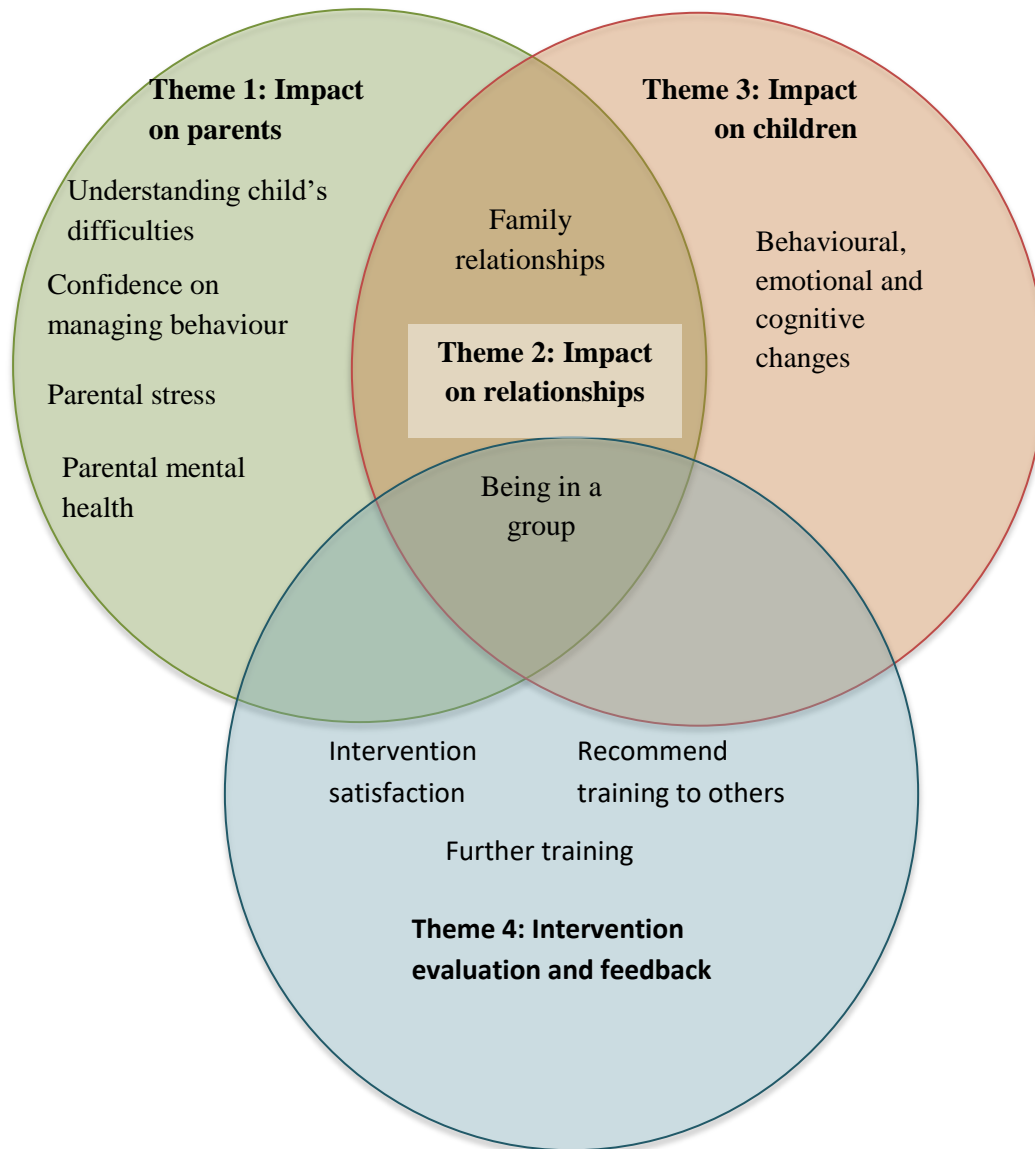 Theme 1: Impact
on parents
Understanding child’s
difficulties
Confidence on
managing behaviour
Parental stress
Parental mental
health
Family
relationships
Theme 2: Impact
on relationships
Being in a
group
Theme 3: Impact
on children
Behavioural,
emotional and
cognitive
changes
Intervention
satisfaction
Recommend
training to others
Further training
Theme 4: Intervention
evaluation and feedback